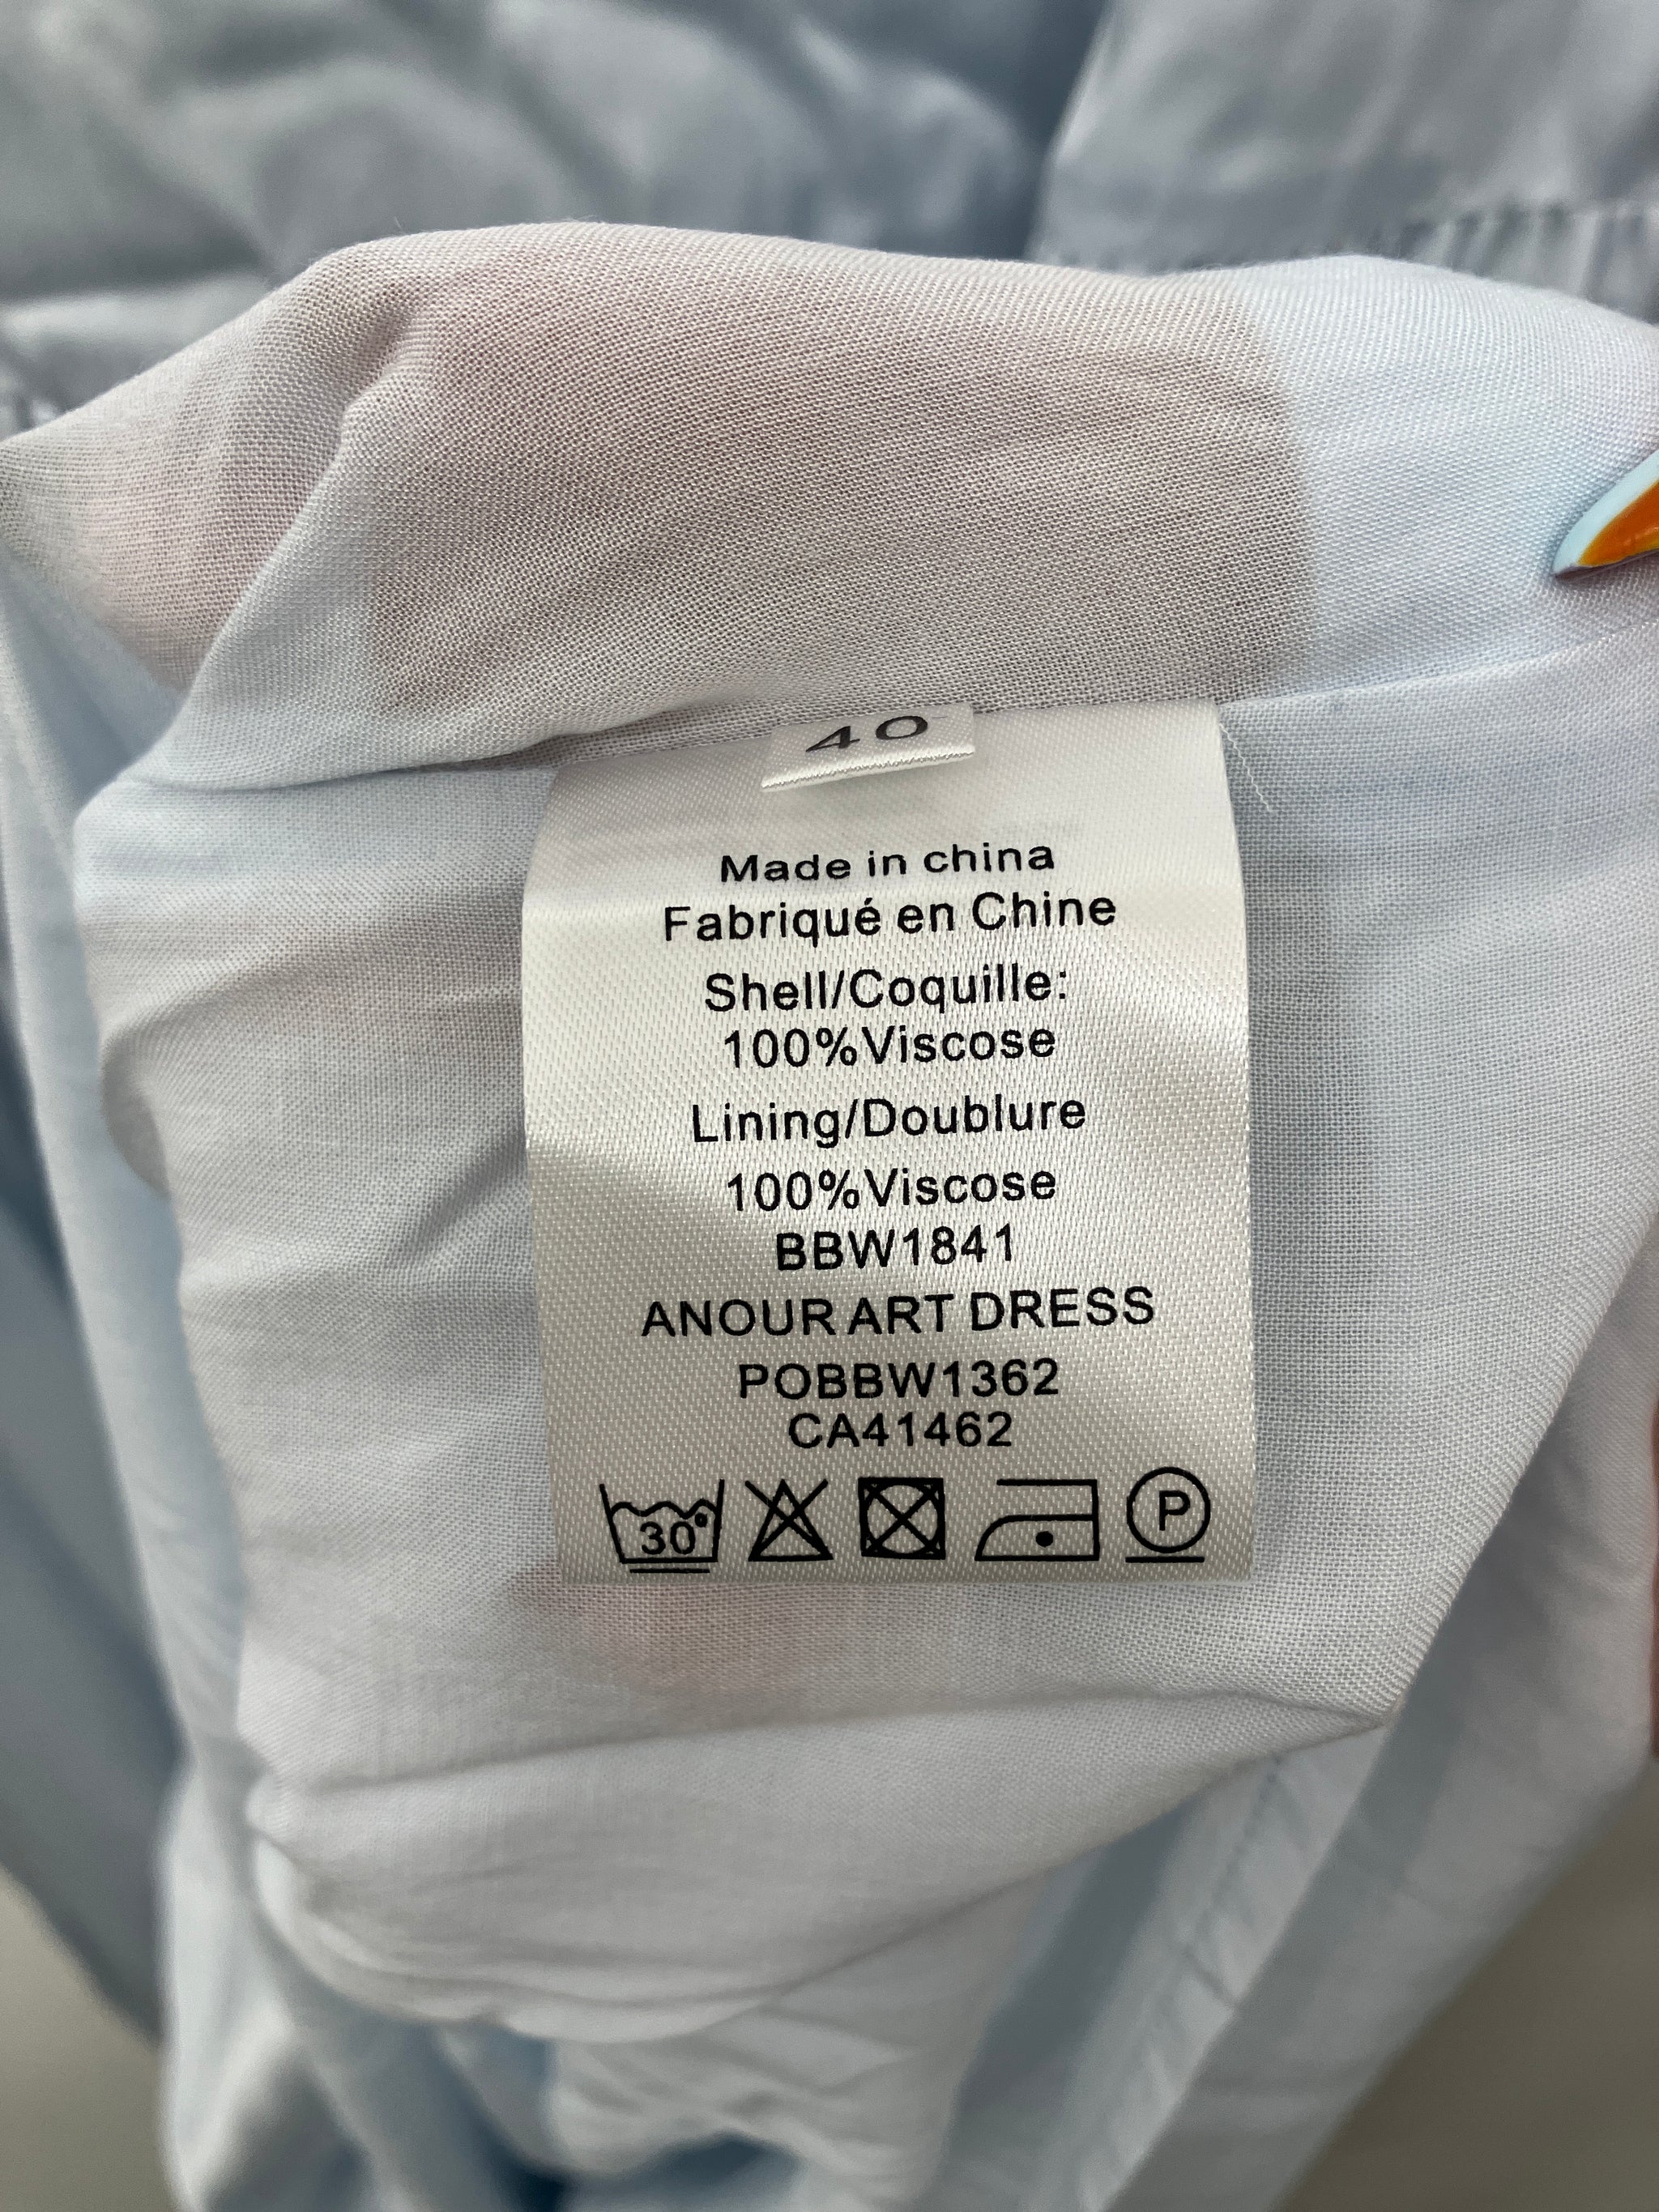 40
Made in china
Fabriqué en Chine
Shell/Coquille:
100%Viscose
Lining/Doublure
100%Viscose
BBW1841
ANOUR ART DRESS
POBBW1362
CA41462
30° P